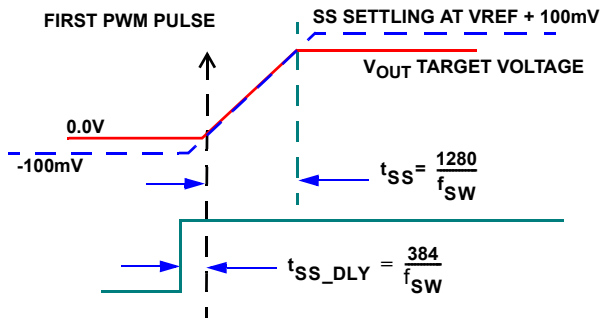 FIRST PWM PULSE
SS SETTLING AT VREF + 100mV
VOUT TARGET VOLTAGE
0.0V
-100mV
tSS= 1280
fSW
tSS_DLY = 384
fSW